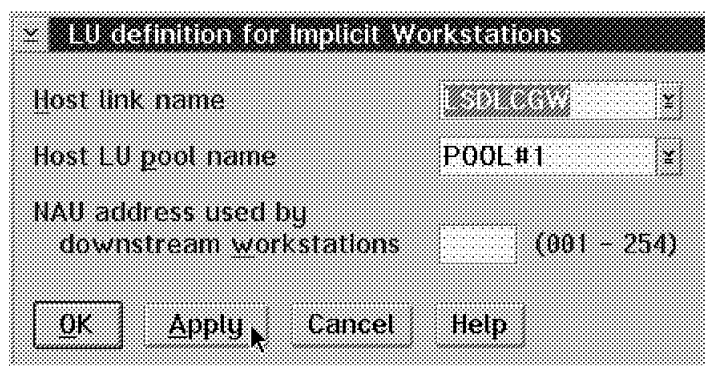 LU definition for Implicit Workstations
Host link name LSDLCGW
Host LU pool name POOL#1
NAU address used by
downstream workstations (001 - 254)
OK Apply Cancel Help